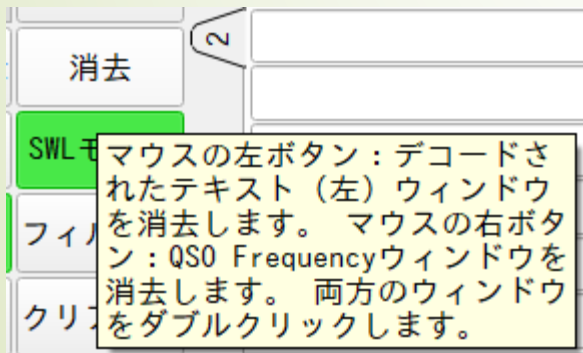 消去
2
SWLモ
マウスの左ボタン：デコードさ
れたテキスト（左）ウィンドウ
を消去します。 マウスの右ボタ
ン：QSO Frequencyウィンドウを
消去します。 両方のウィンドウ
をダブルクリックします。
フィル
クリア